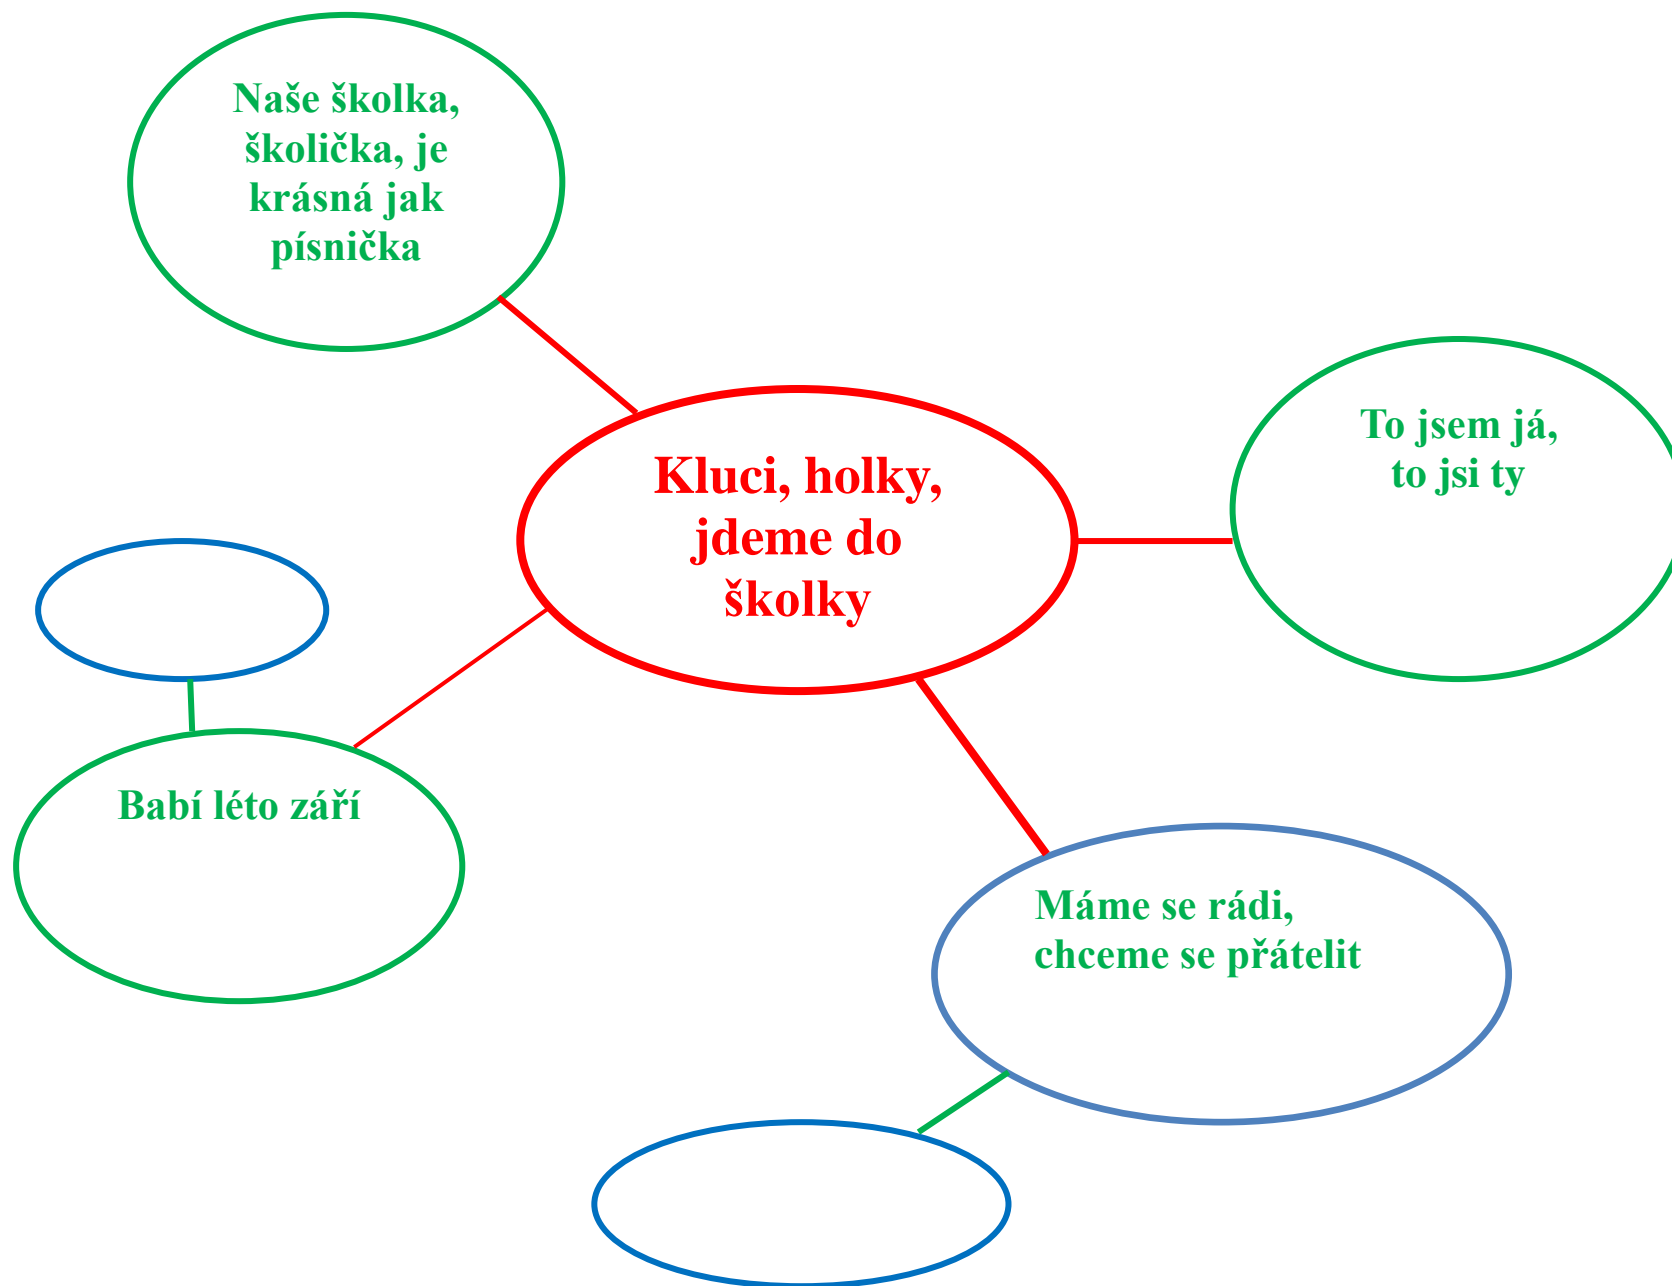 Naše školka,
školička, je
krásná jak
písnička
To jsem já,
to jsi ty
Kluci, holky,
jdeme do
školky
Babí léto září
Máme se rádi,
chceme se přátelit